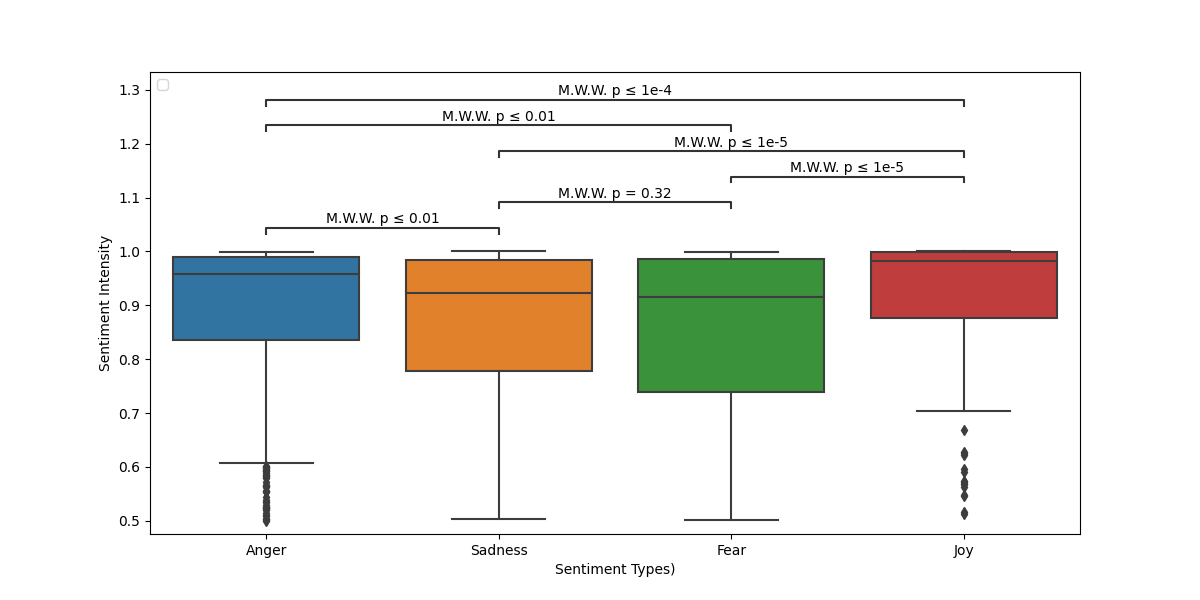 1.3
1.2
1.1
1.0
0.9
0.8
0.7
0.6
0.5
Sentiment Intensity
M.W.W. p ≤ 1e-4
M.W.W. p ≤ 0.01
M.W.W. p ≤ 1e-5
M.W.W. p ≤ 1e-5
M.W.W. p = 0.32
M.W.W. p ≤ 0.01
Anger Sadness Fear Joy
Sentiment Types)